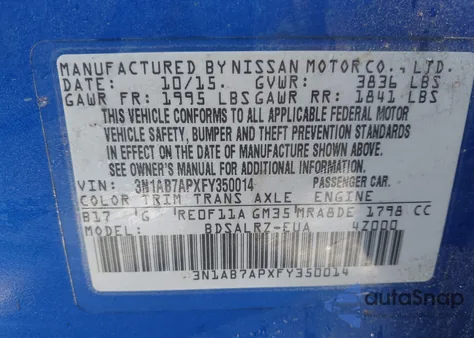 MANUFACTURED BY NISSAN MOTOR CO., LTD.
DATE: 10/15. GVWR: 3836 LBS
GAWR FR: 1995 LBS GAWR RR: 1841 LBS
THIS VEHICLE CONFORMS TO ALL APPLICABLE FEDERAL MOTOR
VEHICLE SAFETY, BUMPER AND THEFT PREVENTION STANDARDS
IN EFFECT ON THE DATE OF MANUFACTURE SHOWN ABOVE.
SEE OWNER'S MANUAL AND FOR ADDITIONAL INFORMATION.
VIN: 3N1AB7APXFY350014 PASSENGER CAR.
COLOR TRIM TRANS AXLE ENGINE
B17 G RE0F11A GM35 MRA8DE 1798 CC
MODEL: BDSALRZ-EUA 4Z000
3N1AB7APXFY350014
autoSnap